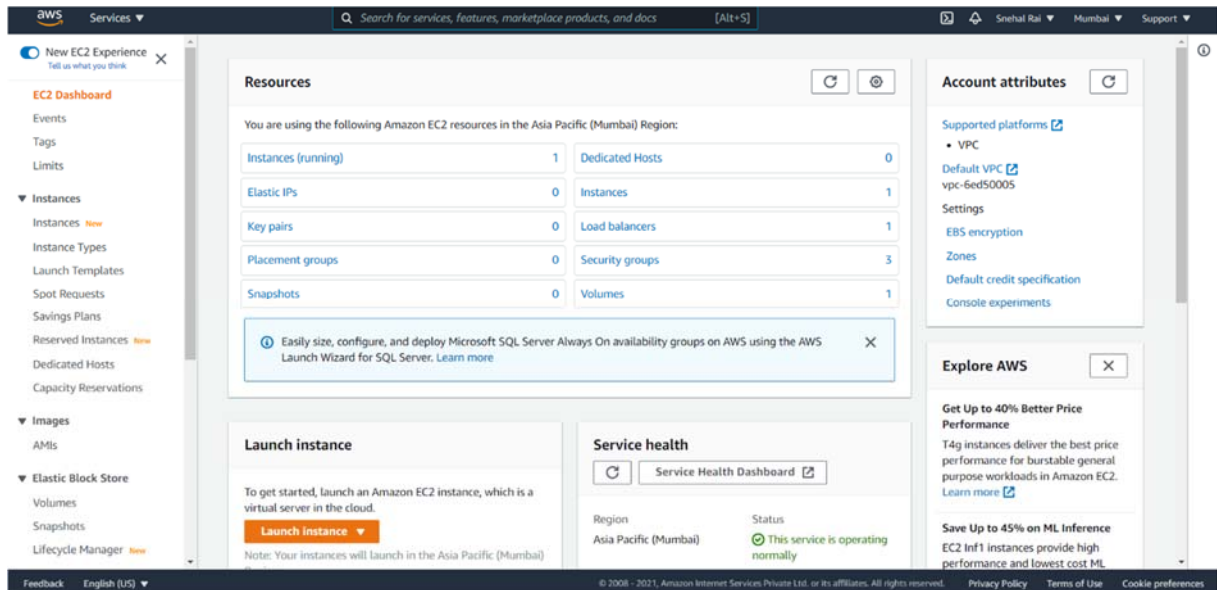 aws Services ▼ Search for services, features, marketplace products, and docs [Alt+S] Snehal Rai ▼ Mumbai ▼ Support ▼
New EC2 Experience
Tell us what you think
EC2 Dashboard
Events
Tags
Limits
Instances
Instances New
Instance Types
Launch Templates
Spot Requests
Savings Plans
Reserved Instances New
Dedicated Hosts
Capacity Reservations
Images
AMIs
Elastic Block Store
Volumes
Snapshots
Lifecycle Manager New
Resources
You are using the following Amazon EC2 resources in the Asia Pacific (Mumbai) Region:
Instances (running) 1 Dedicated Hosts 0
Elastic IPs 0 Instances 1
Key pairs 0 Load balancers 1
Placement groups 0 Security groups 3
Snapshots 0 Volumes 1
Easily size, configure, and deploy Microsoft SQL Server Always On availability groups on AWS using the AWS
Launch Wizard for SQL Server. Learn more
Launch instance
To get started, launch an Amazon EC2 instance, which is a
virtual server in the cloud.
Launch instance ▼
Note: Your instances will launch in the Asia Pacific (Mumbai)
Service health
Service Health Dashboard
Region Status
Asia Pacific (Mumbai) This service is operating
normally
Account attributes
Supported platforms
• VPC
Default VPC
vpc-6ed50005
Settings
EBS encryption
Zones
Default credit specification
Console experiments
Explore AWS
Get Up to 40% Better Price
Performance
T4g instances deliver the best price
performance for burstable general
purpose workloads in Amazon EC2.
Learn more
Save Up to 45% on ML Inference
EC2 Inf1 instances provide high
performance and lowest cost ML
Feedback English (US) ▼ © 2008 - 2021, Amazon Internet Services Private Ltd. or its affiliates. All rights reserved. Privacy Policy Terms of Use Cookie preferences